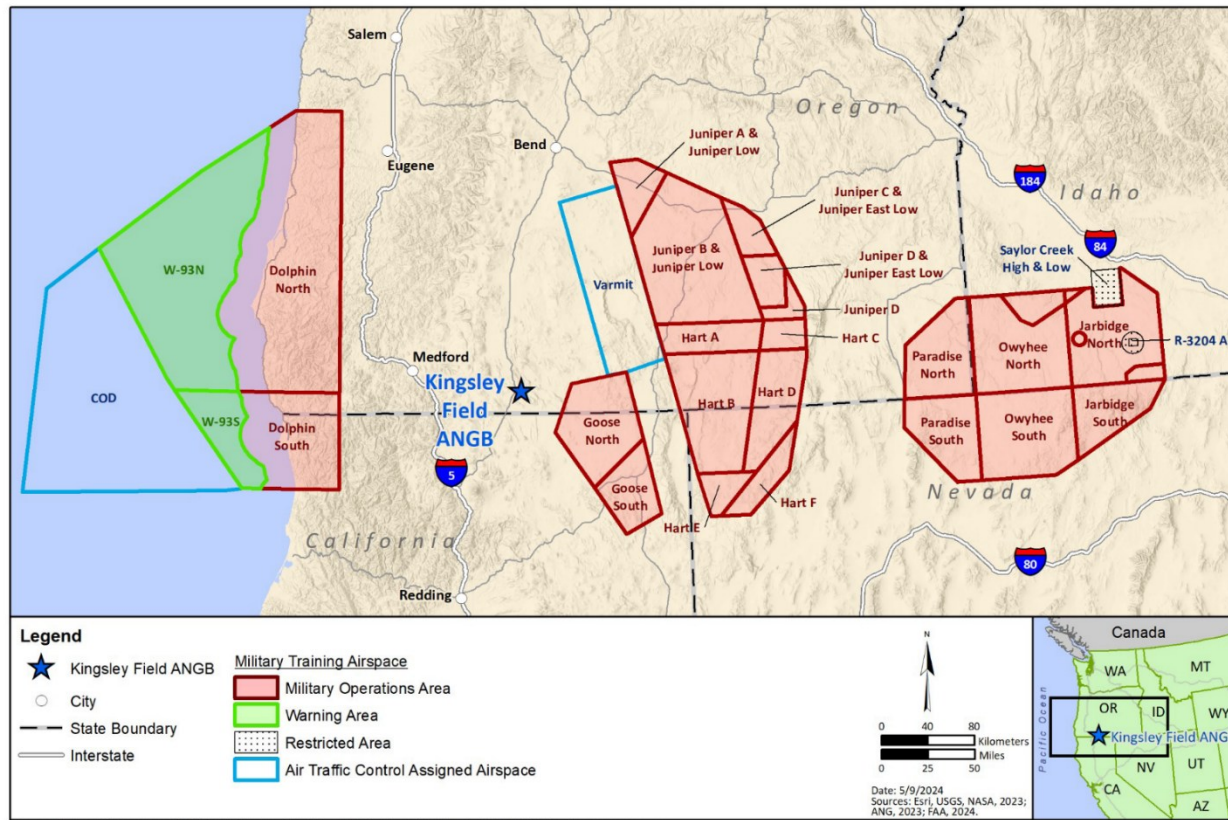 Salem
Oregon
Juniper A &
Juniper Low
Bend
Eugene
184
Idaho
Juniper C &
Juniper East Low
84
Saylor Creek
High & Low
W-93N
Dolphin
North
Juniper B &
Juniper Low
Juniper D &
Juniper East Low
Varmit
Juniper D
Hart A
Hart C
Paradise
North
Owyhee
North
Jarbidge
North
R-3204 A
Medford
Kingsley
Field
ANGB
COD
W-93S
Dolphin
South
Goose
North
Hart B
Hart D
Paradise
South
Owyhee
South
Jarbidge
South
5
Goose
South
Hart E
Hart F
Nevada
California
80
Redding
Legend
Kingsley Field ANGB
City
State Boundary
Interstate
Military Training Airspace
Military Operations Area
Warning Area
Restricted Area
Air Traffic Control Assigned Airspace
N
0 40 80
Kilometers
Miles
0 25 50
Date: 5/9/2024
Sources: Esri, USGS, NASA, 2023;
ANG, 2023; FAA, 2024.
Canada
WA
MT
OR
ID
WY
Kingsley Field ANG
Pacific Ocean
NV
UT
CA
AZ